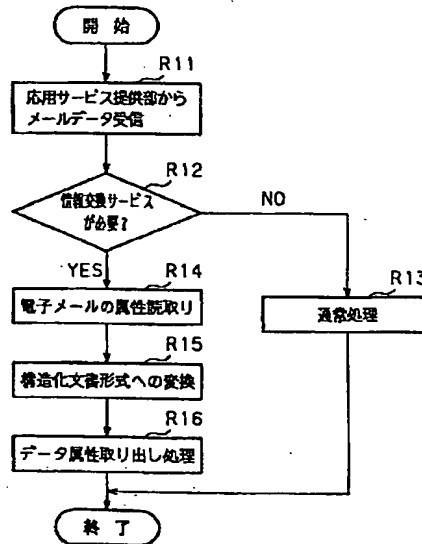 開 始
R11
応用サービス提供部から
メールデータ受信
R12
情報交換サービス
が必要?
NO
YES
R14
R13
電子メールの属性読取り
通常処理
R15
構造化文書形式への変換
R16
データ属性取り出し処理
終 了